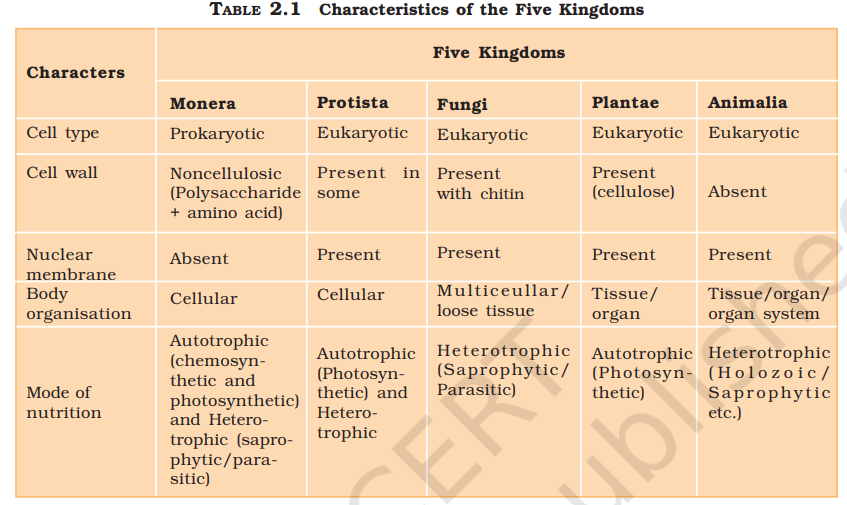 TABLE 2.1 Characteristics of the Five Kingdoms
Characters
Five Kingdoms
Monera
Protista
Fungi
Plantae
Animalia
Cell type
Prokaryotic
Eukaryotic
Eukaryotic
Eukaryotic
Eukaryotic
Cell wall
Noncellulosic
(Polysaccharide
+ amino acid)
Present in
some
Present
with chitin
Present
(cellulose)
Absent
Nuclear
membrane
Absent
Present
Present
Present
Present
Body
organisation
Cellular
Cellular
Multiceullar/
loose tissue
Tissue/
organ
Tissue/organ/
organ system
Mode of
nutrition
Autotrophic
(chemosyn-
thetic and
photosynthetic)
and Hetero-
trophic (sapro-
phytic/para-
sitic)
Autotrophic
(Photosyn-
thetic) and
Hetero-
trophic
Heterotrophic
(Saprophytic/
Parasitic)
Autotrophic
(Photosyn-
thetic)
Heterotrophic
(Holozoic/
Saprophytic
etc.)